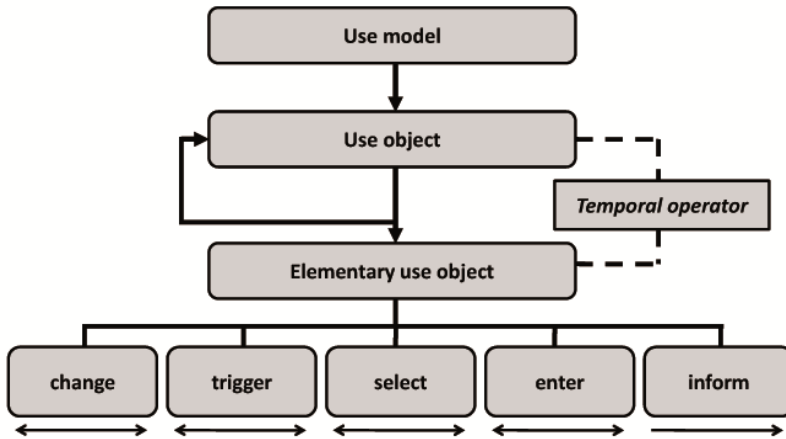 Use model
Use object
Temporal operator
Elementary use object
change
trigger
select
enter
inform